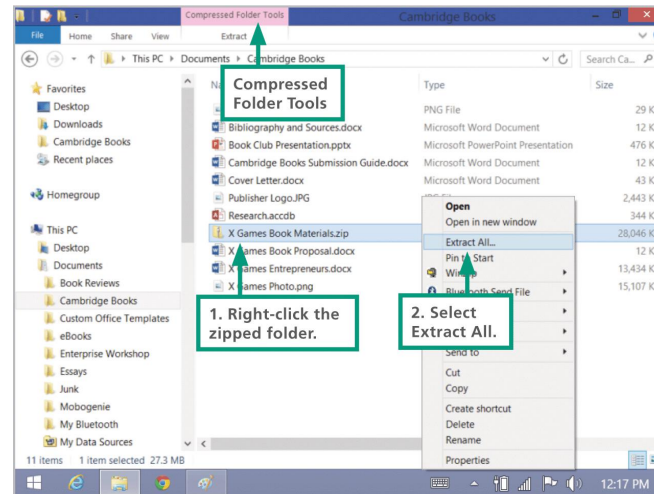 Compressed Folder Tools
Cambridge Books
File Home Share View Extract
This PC Documents Cambridge Books Search Ca...
Type Size
Compressed
Folder Tools
Favorites
Desktop
Downloads
Cambridge Books
Recent places
Homegroup
This PC
Desktop
Documents
Book Reviews
Cambridge Books
Custom Office Templates
eBooks
Enterprise Workshop
Essays
Junk
Mobogenie
My Bluetooth
My Data Sources
PNG File 29 K
Bibliography and Sources.docx Microsoft Word Document 12 K
Book Club Presentation.pptx Microsoft PowerPoint Presentation 476 K
Cambridge Books Submission Guide.docx Microsoft Word Document 12 K
Cover Letter.docx Microsoft Word Document 43 K
Publisher Logo.JPG 2,443 K
Research.accdb 344 K
X Games Book Materials.zip 28,046 K
X Games Book Proposal.docx 12 K
X Games Entrepreneurs.docx 13,434 K
X Games Photo.png 15,107 K
1. Right-click the
zipped folder.
Open
Open in new window
Extract All...
Pin to Start
Bluetooth Send File
2. Select
Extract All.
Send to
Cut
Copy
Create shortcut
Delete
Rename
Properties
11 items 1 item selected 27.3 MB
12:17 PM